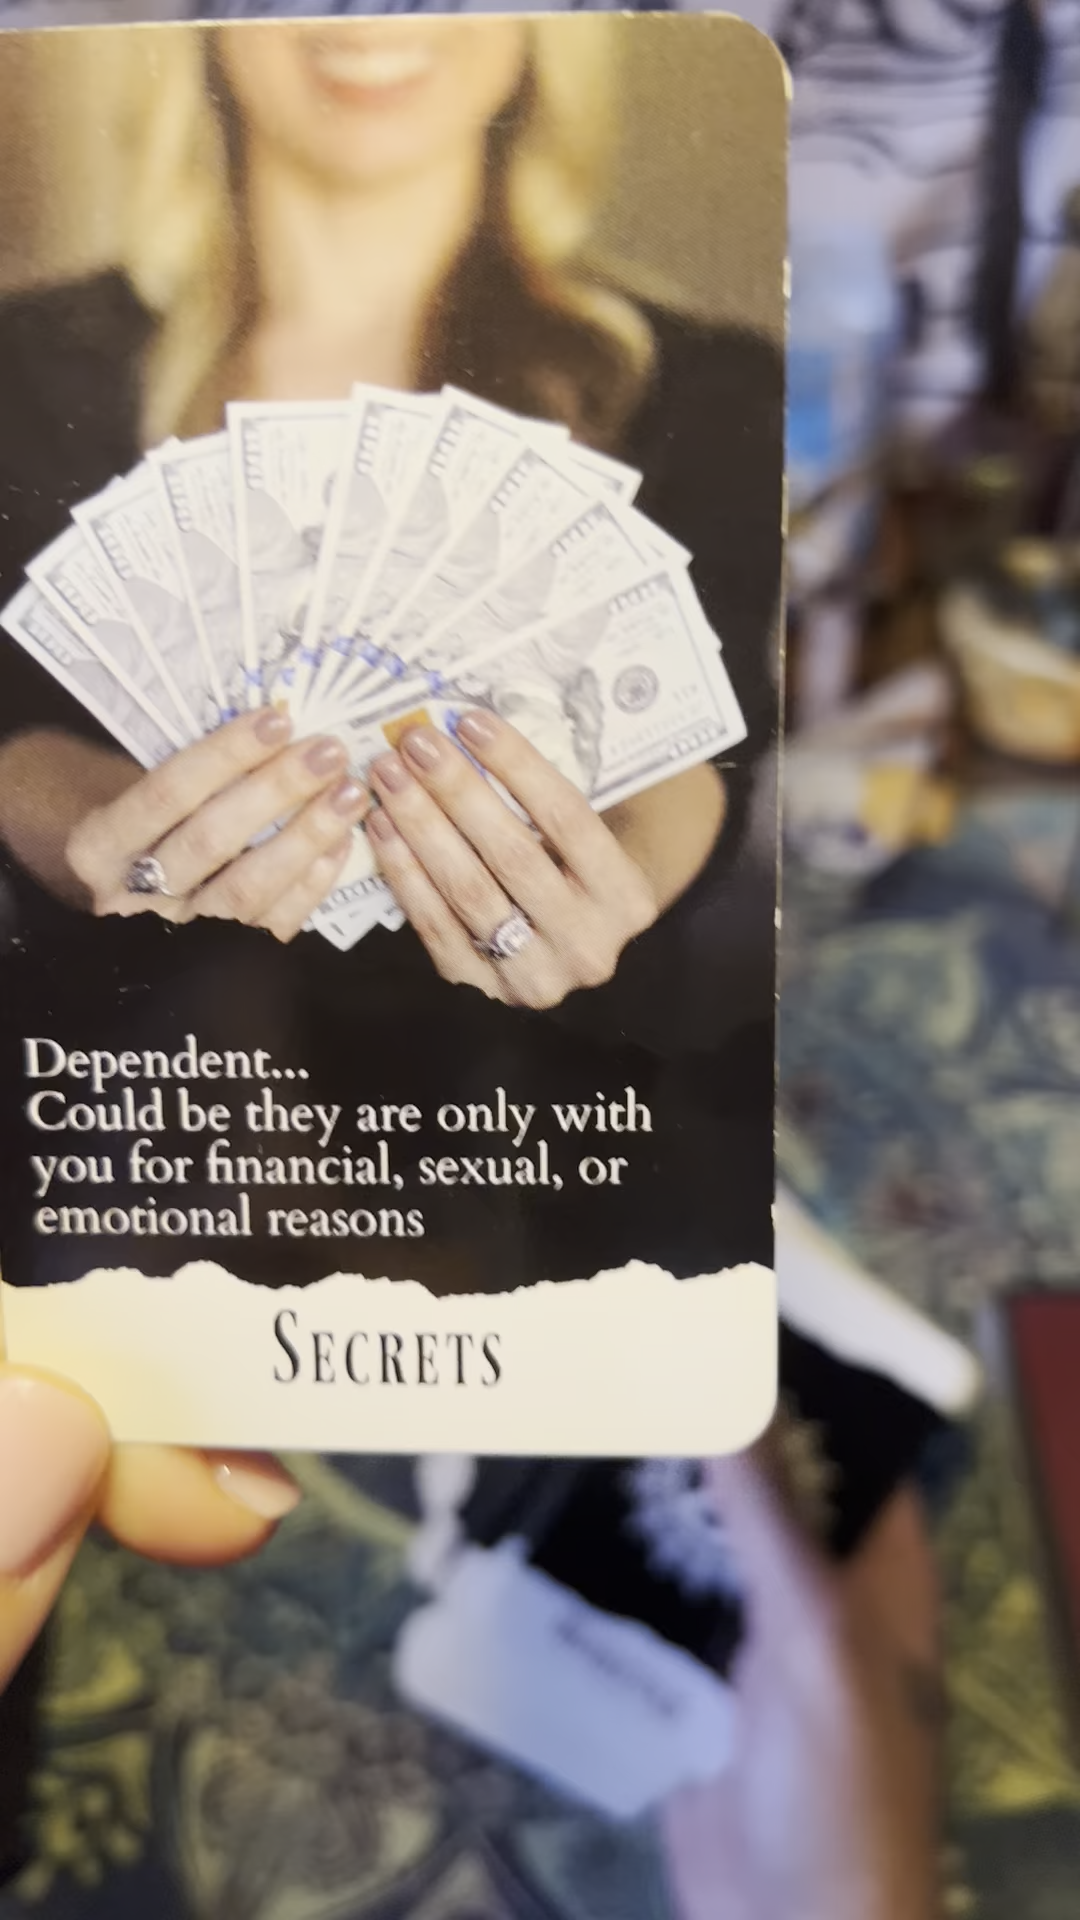 Dependent...
Could be they are only with
you for financial, sexual, or
emotional reasons
SECRETS